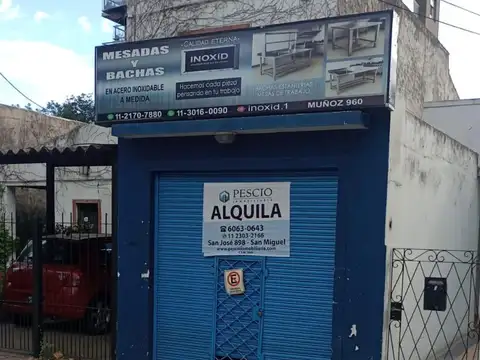 MESADAS
Y
BACHAS
EN ACERO INOXIDABLE
A MEDIDA
11-2170-7880
CALIDAD ETERNA
INOXID
Hacemos cada pieza
pensando en tu trabajo
11-3016-0090
inoxid.1
MUÑOZ 960
PESCIO
INMOBILIARIA
ALQUILA
6063-0643
11 2303-2166
San José 898 - San Miguel
E